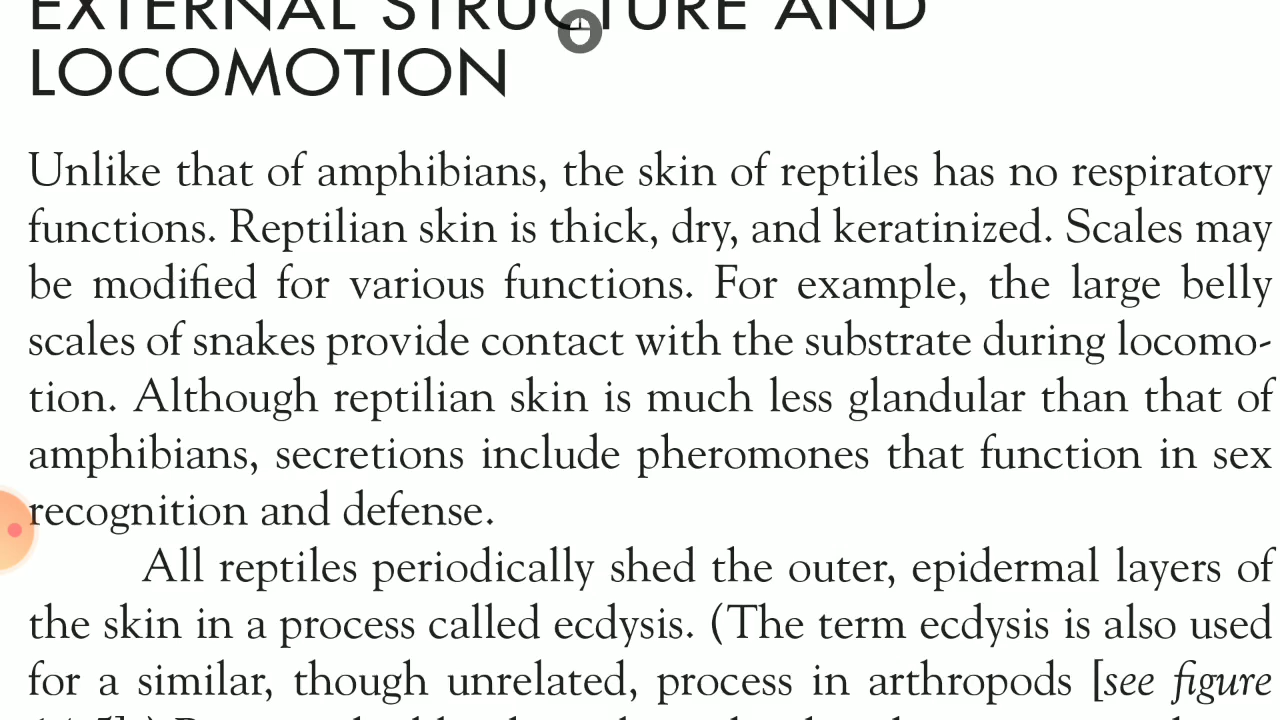 EXTERNAL STRUCTURE AND
LOCOMOTION
Unlike that of amphibians, the skin of reptiles has no respiratory
functions. Reptilian skin is thick, dry, and keratinized. Scales may
be modified for various functions. For example, the large belly
scales of snakes provide contact with the substrate during locomo-
tion. Although reptilian skin is much less glandular than that of
amphibians, secretions include pheromones that function in sex
recognition and defense.
All reptiles periodically shed the outer, epidermal layers of
the skin in a process called ecdysis. (The term ecdysis is also used
for a similar, though unrelated, process in arthropods [see figure